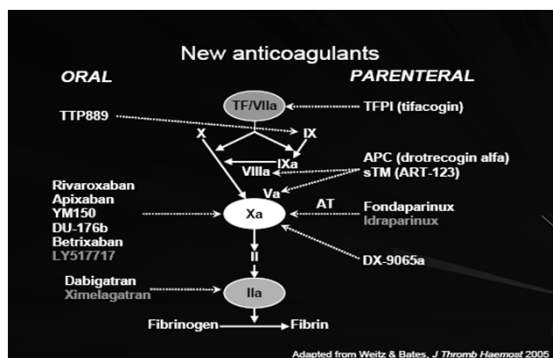 New anticoagulants
ORAL
PARENTERAL
TF/VIIa
TFPI (tifacogin)
TTP889
X
IX
IXa
VIIIa
APC (drotrecogin alfa)
sTM (ART-123)
Va
Rivaroxaban
Apixaban
YM150
DU-176b
Betrixaban
LY517717
Xa
AT
Fondaparinux
Idraparinux
DX-9065a
II
Dabigatran
Ximelagatran
IIa
Fibrinogen
Fibrin
Adapted from Weitz & Bates, J Thromb Haemost 2005